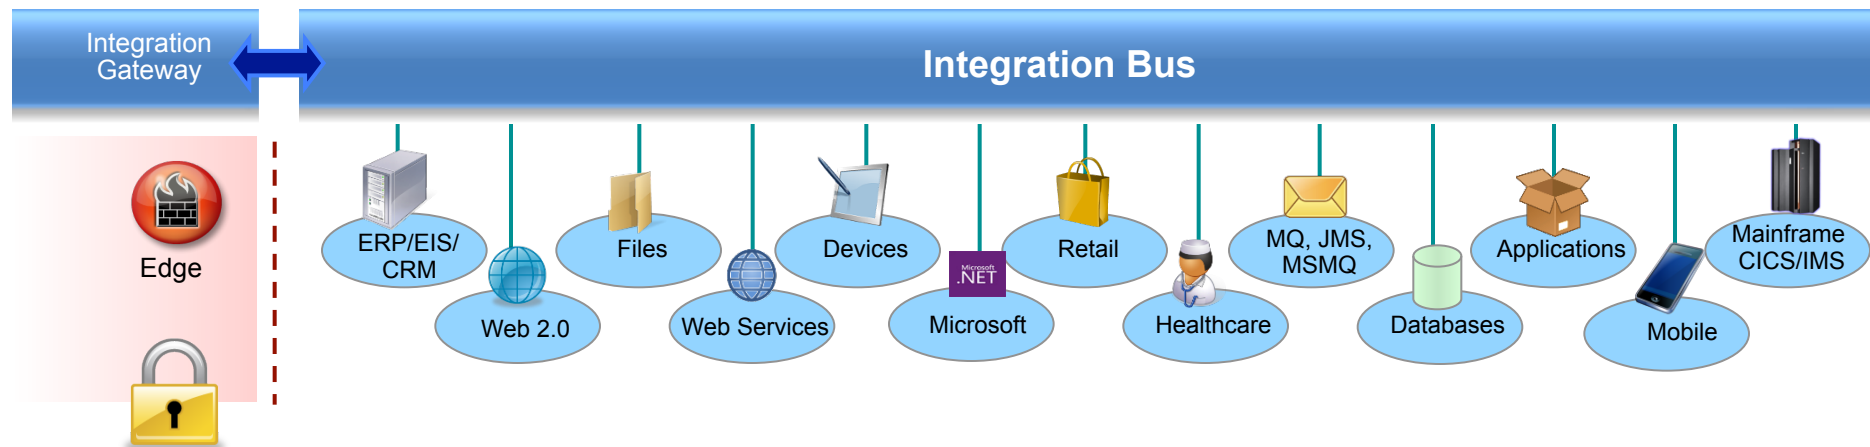 Integration
Gateway
Integration Bus
Edge
ERP/EIS/
CRM
Web 2.0
Files
Web Services
Devices
Microsoft
.NET
Microsoft
Retail
Healthcare
MQ, JMS,
MSMQ
Databases
Applications
Mobile
Mainframe
CICS/IMS